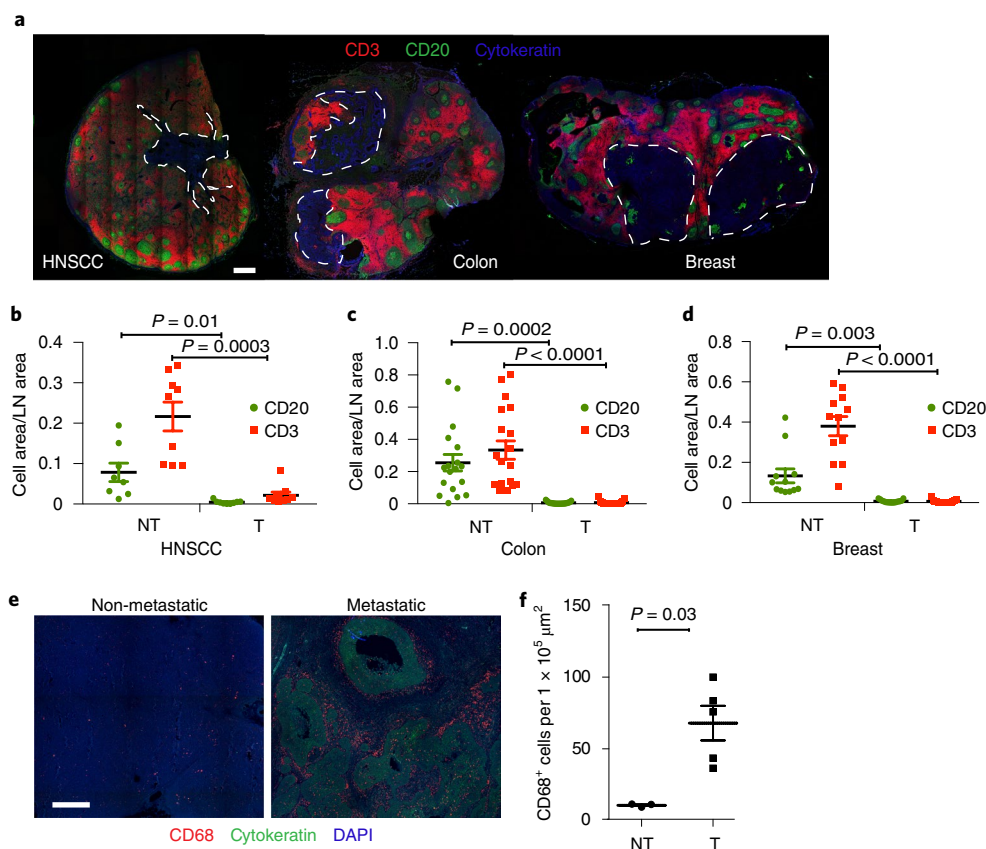 a
CD3 CD20 Cytokeratin
HNSCC Colon Breast
b
P = 0.01
P = 0.0003
Cell area/LN area
0.4
0.3
0.2
0.1
0
CD20
CD3
NT T
HNSCC
c
P = 0.0002
P < 0.0001
Cell area/LN area
1.0
0.8
0.6
0.4
0.2
0
CD20
CD3
NT T
Colon
d
P = 0.003
P < 0.0001
Cell area/LN area
0.8
0.6
0.4
0.2
0
CD20
CD3
NT T
Breast
e
Non-metastatic Metastatic
CD68 Cytokeratin DAPI
f
P = 0.03
CD68⁺ cells per 1 × 10⁵ μm²
150
100
50
0
NT T